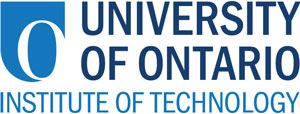 UNIVERSITY
OF ONTARIO
INSTITUTE OF TECHNOLOGY